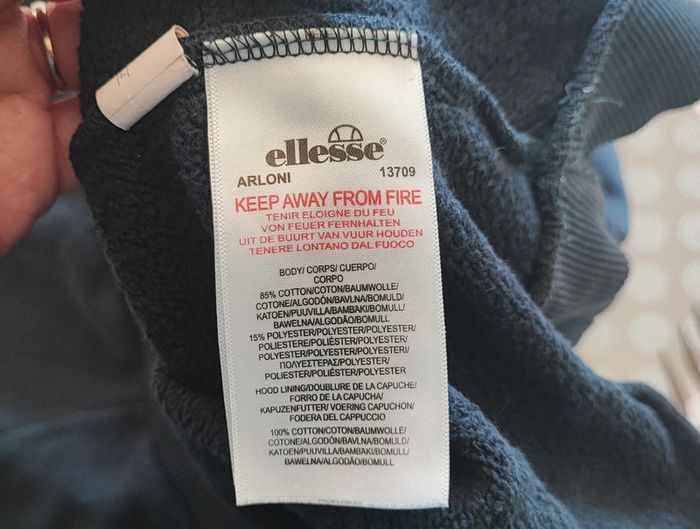 ellesse®
ARLONI 13709
KEEP AWAY FROM FIRE
TENIR ELOIGNE DU FEU
VON FEUER FERNHALTEN
UIT DE BUURT VAN VUUR HOUDEN
TENERE LONTANO DAL FUOCO
BODY/ CORPS/ CUERPO/
CORPO
85% COTTON/COTON/BAUMWOLLE/
COTONE/ALGODÓN/BAVLNA/BOMULD/
KATOEN/PUUVILLA/BAMBAKI/BOMULL/
BAWELNA/ALGODÃO/BOMULL/
15% POLYESTER/POLYESTER/POLYESTER/
POLIESTERE/POLIÉSTER/POLYESTER/
POLYESTER/POLYESTER/POLYESTERI/
ΠΟΛΥΕΣΤΕΡΑΣ/POLYESTER/
POLIESTER/POLIÉSTER/POLYESTER
HOOD LINING/DOUBLURE DE LA CAPUCHE/
FORRO DE LA CAPUCHA/
KAPUZENFUTTER/ VOERING CAPUCHON/
FODERA DEL CAPPUCCIO
100% COTTON/COTON/BAUMWOLLE/
COTONE/ALGODÓN/BAVLNA/BOMULD/
KATOEN/PUUVILLA/BAMBAKI/BOMULL/
BAWELNA/ALGODÃO/BOMULL